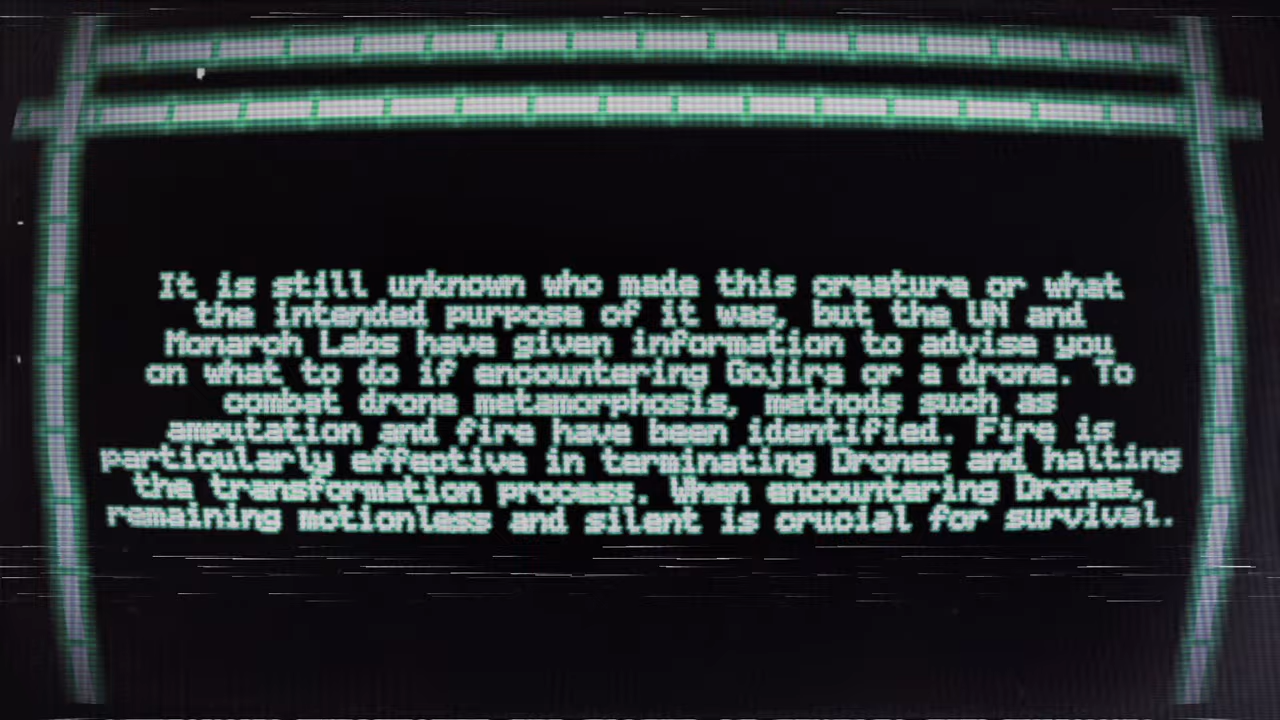 It is still unknown who made this creature or what
the intended purpose of it was, but the UN and
Monarch Labs have given information to advise you
on what to do if encountering Gojira or a drone. To
combat drone metamorphosis, methods such as
amputation and fire have been identified. Fire is
particularly effective in terminating Drones and halting
the transformation process. When encountering Drones,
remaining motionless and silent is crucial for survival.